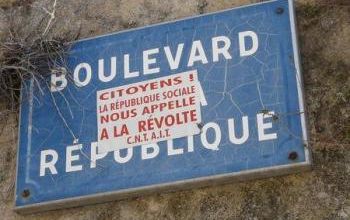 BOULEVARD
CITOYENS !
LA RÉPUBLIQUE SOCIALE
NOUS APPELLE
A LA RÉVOLTE
C.N.T. A.I.T.
A
RÉPUBLIQUE